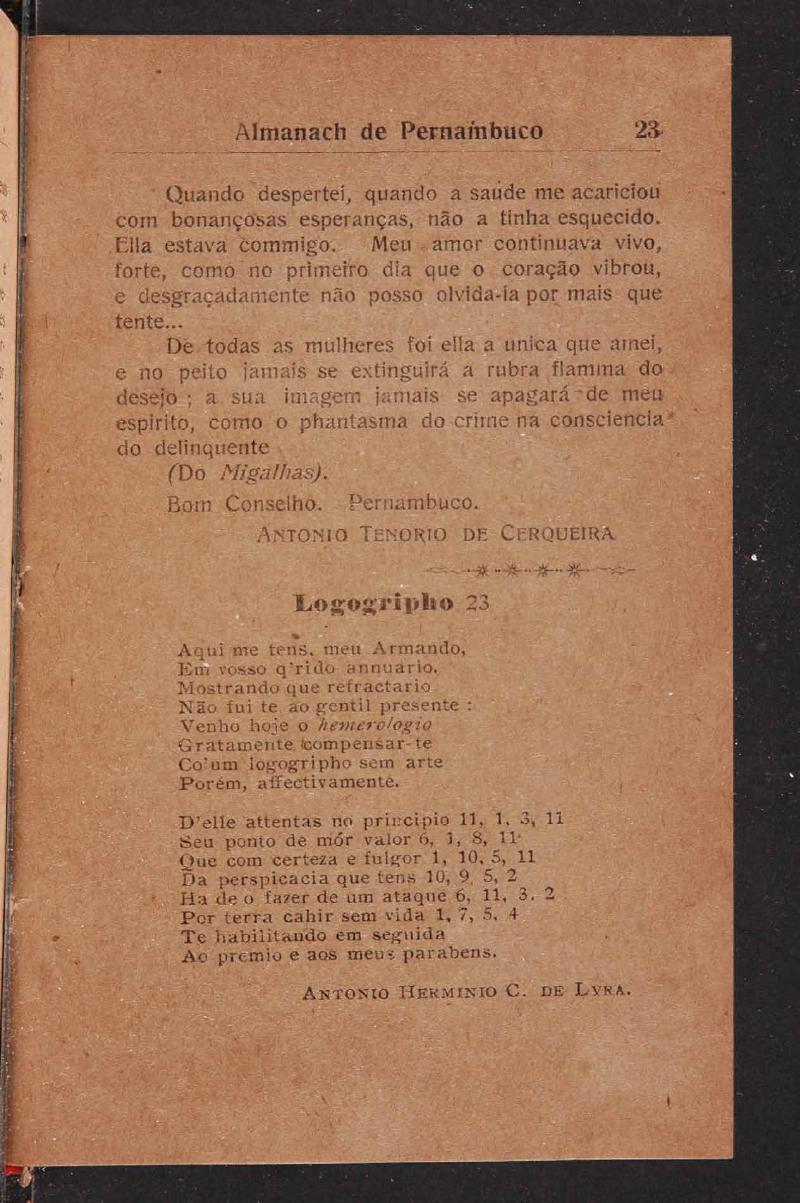 Almanach de Pernambuco 23
Quando despertei, quando a saude me acariciou
com bonançosas esperanças, não a tinha esquecido.
Ella estava commigo. Meu amor continuava vivo,
forte, como no primeiro dia que o coração vibrou,
e desgraçadamente não posso olvida-la por mais que
tente...
De todas as mulheres foi ella a unica que amei,
e no peito jamais se extinguirá a rubra flamma do
desejo ; a sua imagem jamais se apagará de meu
espirito, como o phantasma do crime na consciencia
do delinquente
(Do Migalhas).
Bom Conselho. Pernambuco.
ANTONIO TENORIO DE CERQUEIRA
Logogripho 23
Aqui me tens, meu Armando,
Em vosso q'rido annuario,
Mostrando que refractario
Não fui te ao gentil presente :
Venho hoje o hemerologio
Gratamente compensar-te
Co'um logogripho sem arte
Porém, affectivamente.
D'elle attentas no principio 11, 1, 3, 11
Seu ponto de mór valor 6, 1, 8, 11
Que com certeza e fulgor 1, 10, 5, 11
Da perspicacia que tens 10, 9, 5, 2
Ha de o fazer de um ataque 6, 11, 3, 2
Por terra cahir sem vida 1, 7, 5, 4
Te habilitando em seguida
Ao premio e aos meus parabens.
ANTONIO HERMINIO C. DE LYRA.